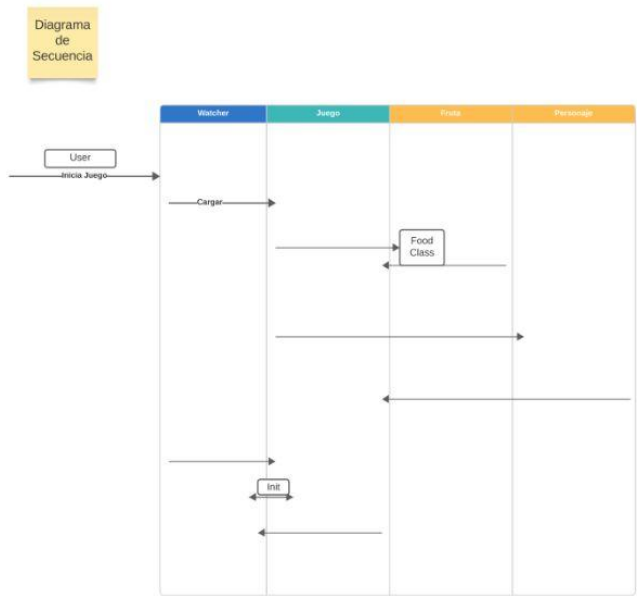 Diagrama
de
Secuencia
Watcher
Juego
Fruta
Personaje
User
Inicia Juego
Cargar
Food
Class
Init